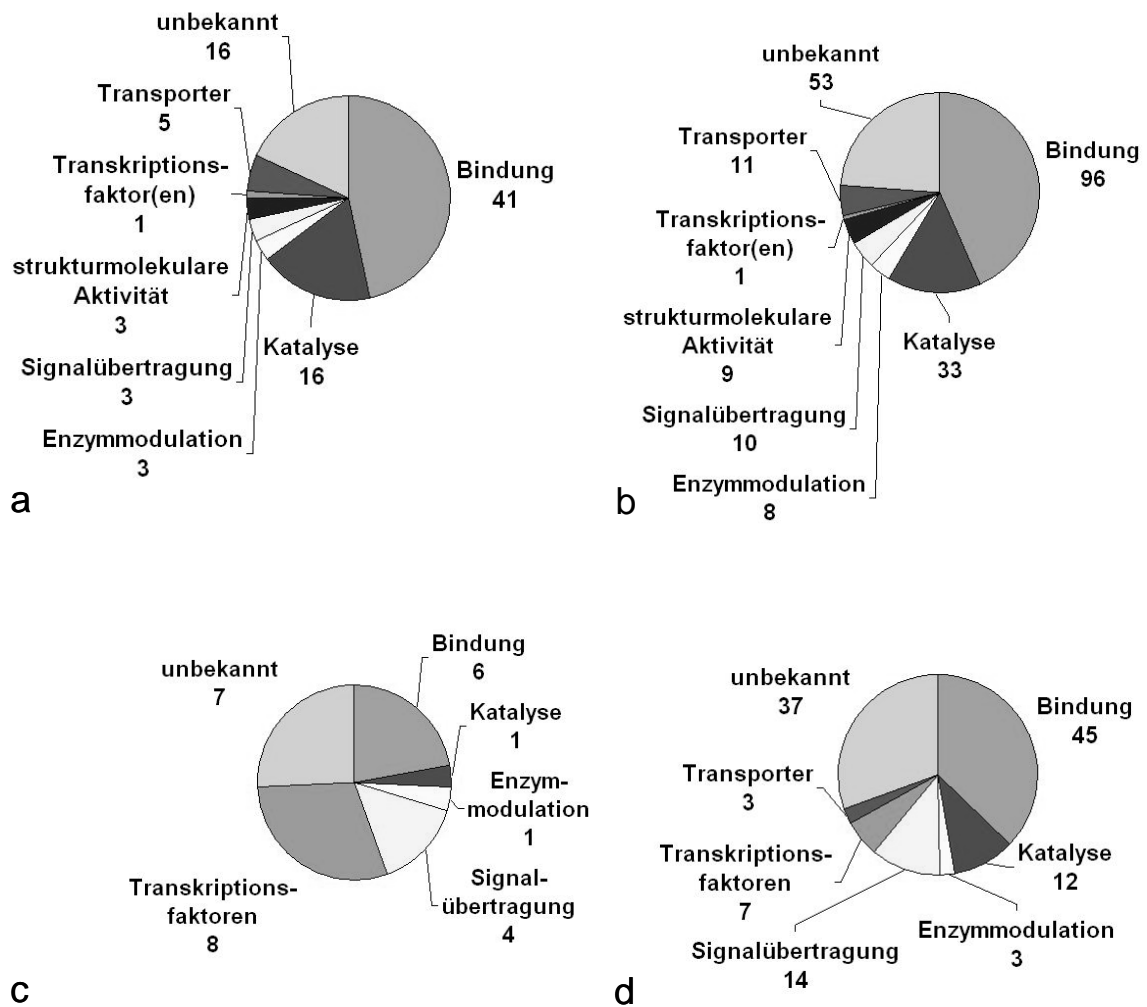 unbekannt
16
Transporter
5
Transkriptions-
faktor(en)
1
strukturmolekulare
Aktivität
3
Signalübertragung
3
Enzymmodulation
3
Katalyse
16
Bindung
41
a
unbekannt
53
Transporter
11
Transkriptions-
faktor(en)
1
strukturmolekulare
Aktivität
9
Signalübertragung
10
Enzymmodulation
8
Katalyse
33
Bindung
96
b
unbekannt
7
Bindung
6
Katalyse
1
Enzym-
modulation
1
Signal-
übertragung
4
Transkriptions-
faktoren
8
c
unbekannt
37
Transporter
3
Transkriptions-
faktoren
7
Signalübertragung
14
Enzymmodulation
3
Katalyse
12
Bindung
45
d